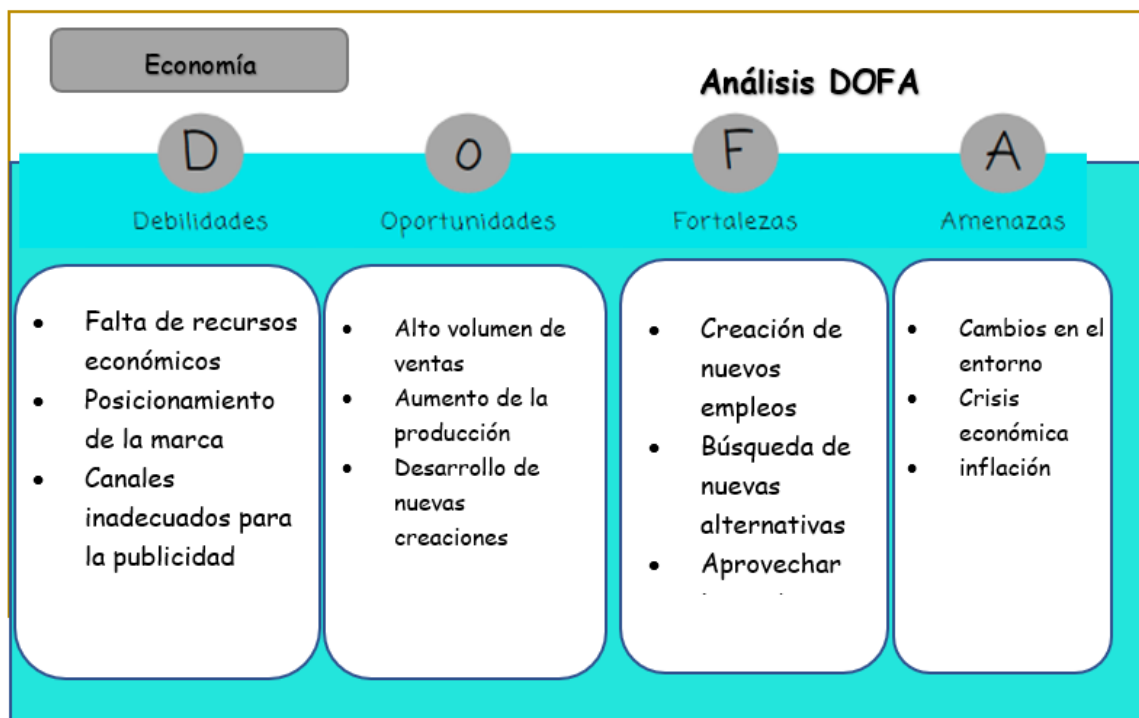 Economía
Análisis DOFA
D
O
F
A
Debilidades
Oportunidades
Fortalezas
Amenazas
• Falta de recursos
económicos
• Posicionamiento
de la marca
• Canales
inadecuados para
la publicidad
• Alto volumen de
ventas
• Aumento de la
producción
• Desarrollo de
nuevas
creaciones
• Creación de
nuevos
empleos
• Búsqueda de
nuevas
alternativas
• Aprovechar
• Cambios en el
entorno
• Crisis
económica
• inflación